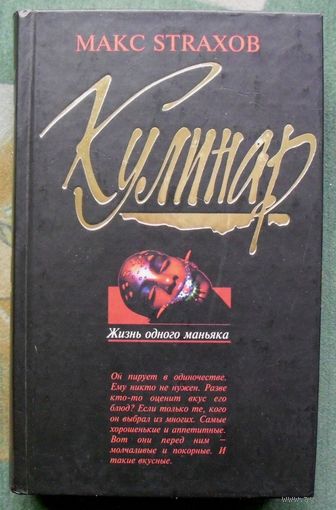 МАКС STRАХОВ
Кулинар
Жизнь одного маньяка
Он пирует в одиночестве.
Ему никто не нужен. Разве
кто-то оценит вкус его
блюд? Если только те, кого
он выбрал из многих. Самые
хорошенькие и аппетитные.
Вот они перед ним –
молчаливые и покорные. И
такие вкусные.